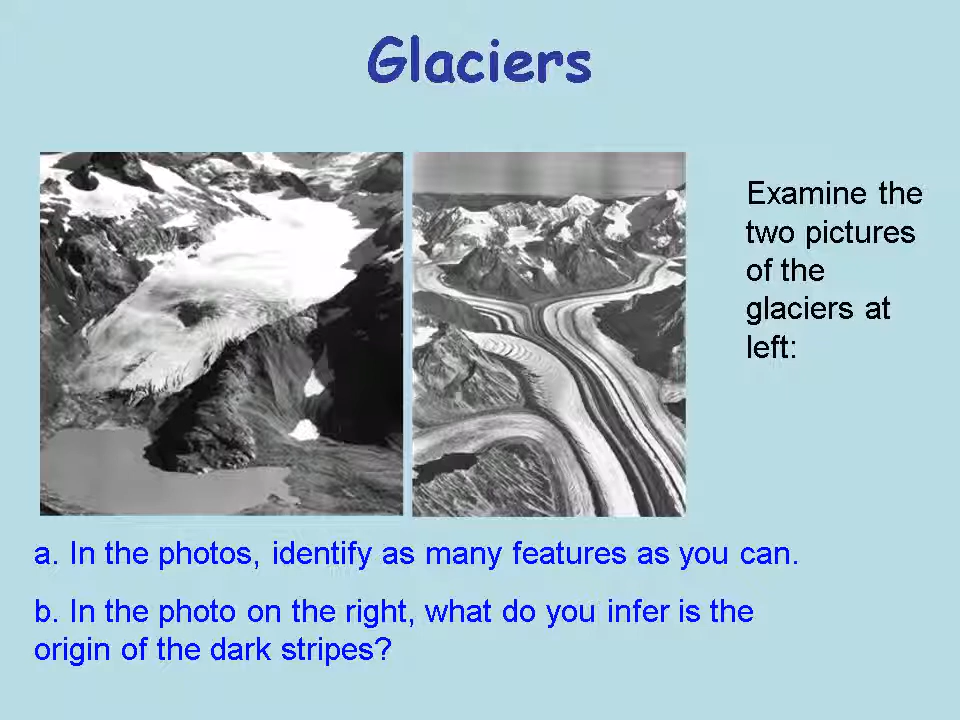 Glaciers
Examine the
two pictures
of the
glaciers at
left:
a. In the photos, identify as many features as you can.
b. In the photo on the right, what do you infer is the
origin of the dark stripes?